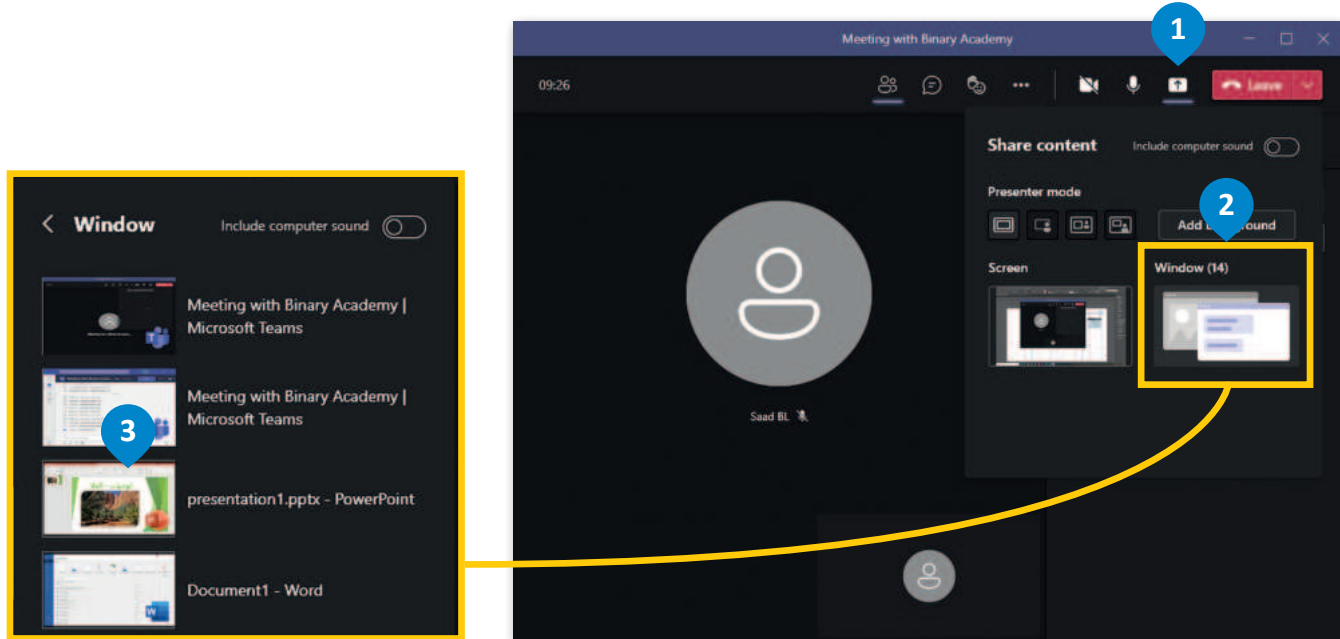 1
Meeting with Binary Academy
09:26
Leave
Share content
Include computer sound
Presenter mode
2
Add
ound
Screen
Window (14)
Saad BL
Window
Include computer sound
Meeting with Binary Academy |
Microsoft Teams
Meeting with Binary Academy |
Microsoft Teams
3
presentation1.pptx - PowerPoint
Document1 - Word